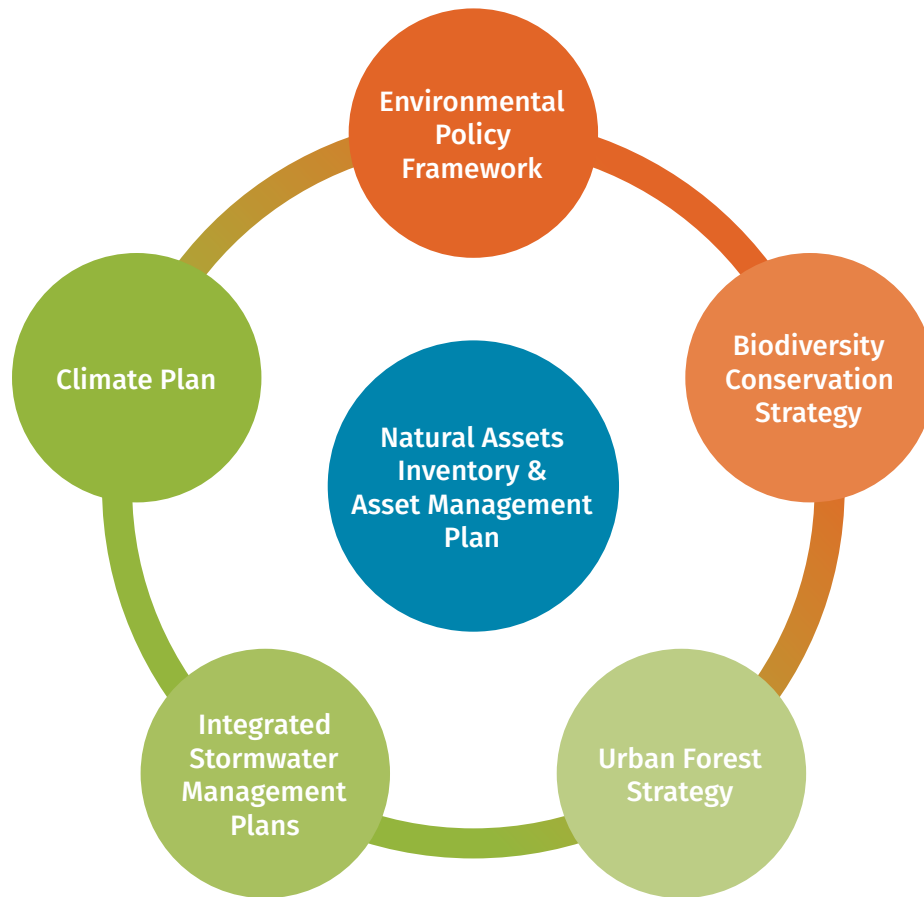 Environmental
Policy
Framework
Biodiversity
Conservation
Strategy
Climate Plan
Natural Assets
Inventory &
Asset Management
Plan
Integrated
Stormwater
Management
Plans
Urban Forest
Strategy